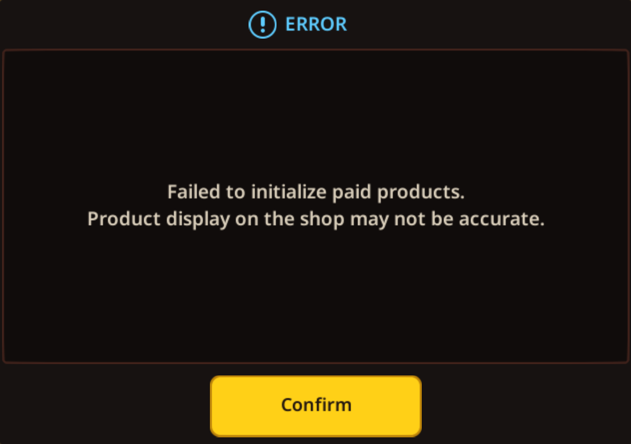 ERROR
Failed to initialize paid products.
Product display on the shop may not be accurate.
Confirm